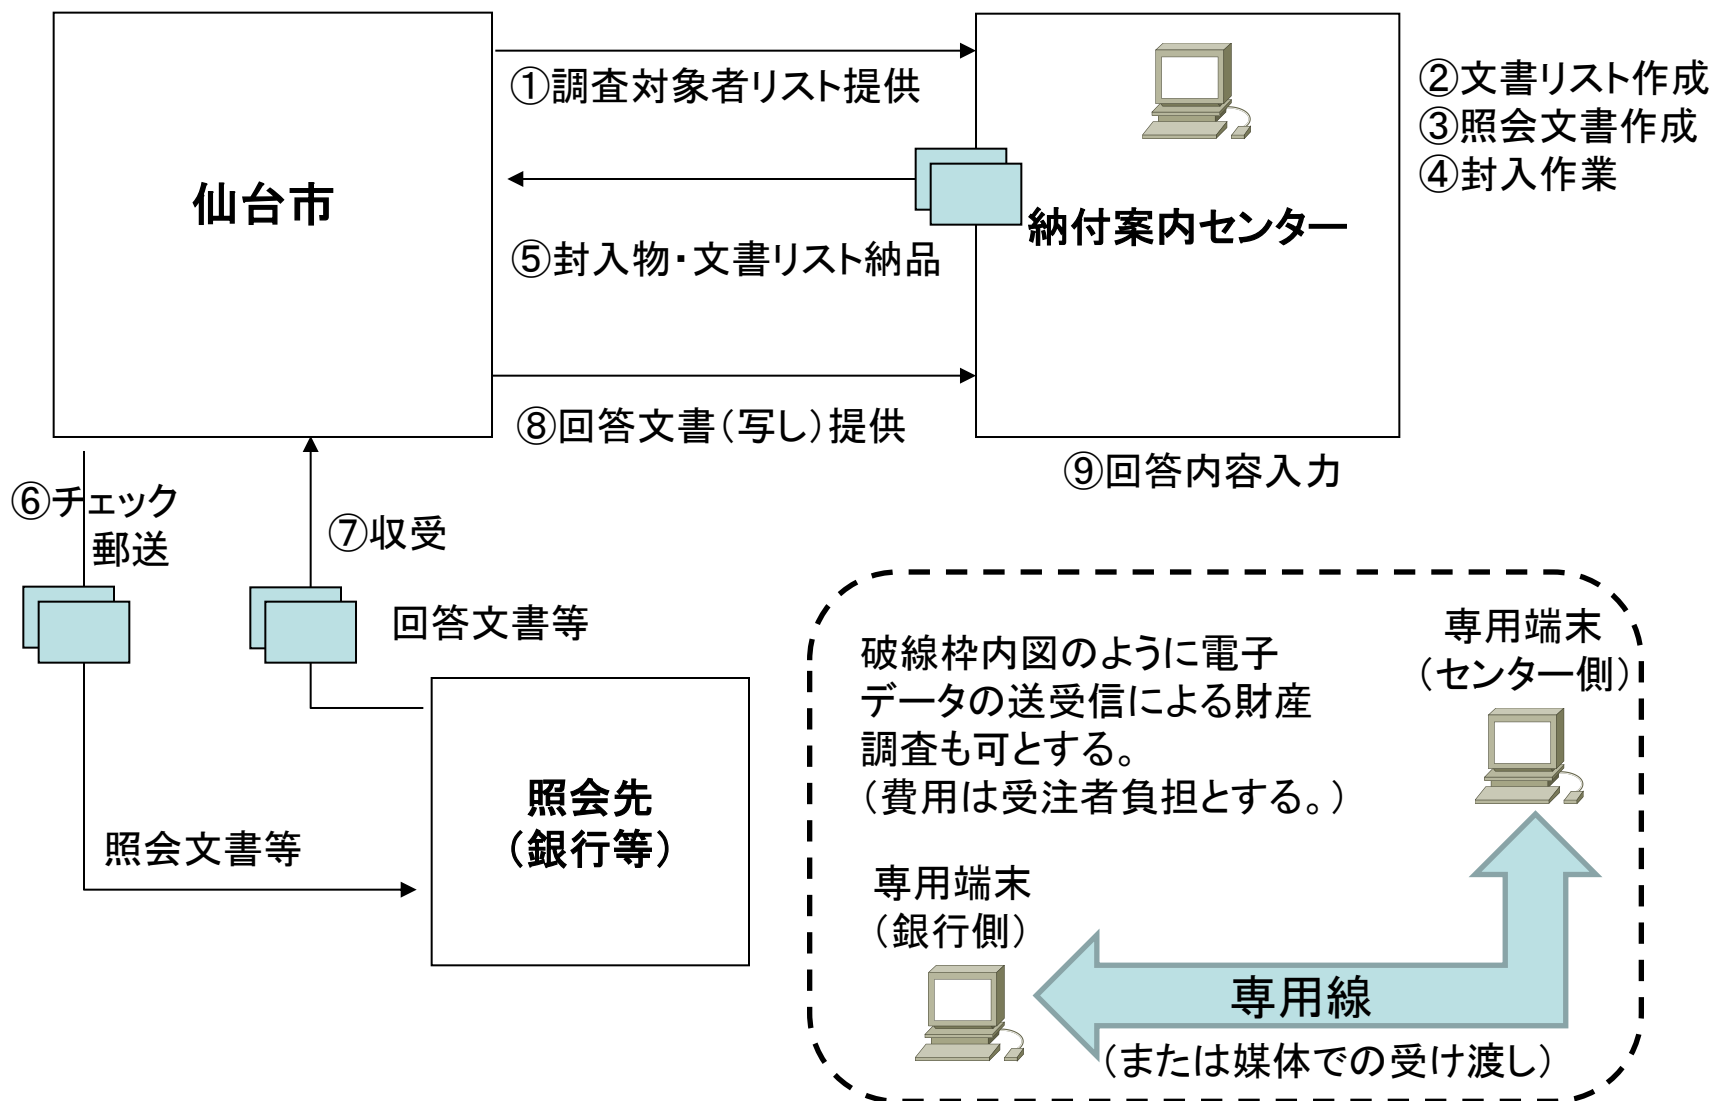 仙台市
①調査対象者リスト提供
納付案内センター
②文書リスト作成
③照会文書作成
④封入作業
⑤封入物・文書リスト納品
⑧回答文書(写し)提供
⑨回答内容入力
⑥チェック
郵送
⑦収受
回答文書等
照会文書等
照会先
(銀行等)
破線枠内図のように電子
データの送受信による財産
調査も可とする。
(費用は受注者負担とする。)
専用端末
(センター側)
専用端末
(銀行側)
専用線
(または媒体での受け渡し)